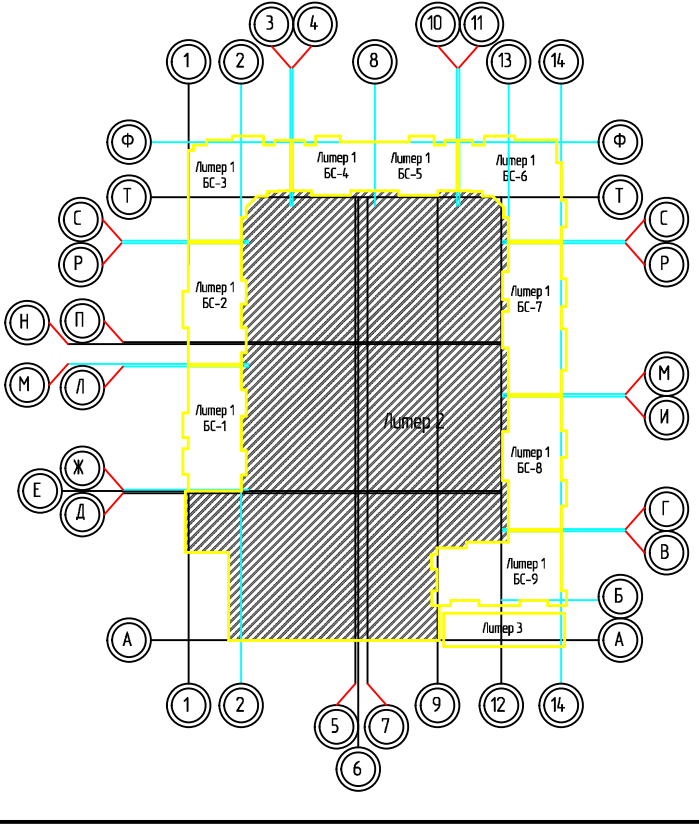 3 4 10 11
1 2 8 13 14
Ф Ф
Литер 1
БС-3
Литер 1
БС-4
Литер 1
БС-5
Литер 1
БС-6
Т Т
С С
Р Р
Литер 1
БС-2
Литер 1
БС-7
Н П
М Л
М
И
Литер 1
БС-1
Литер 2
Литер 1
БС-8
Ж
Е
Д
Г
В
Литер 1
БС-9
Б
Литер 3
А А
1 2 9 12 14
5 7
6